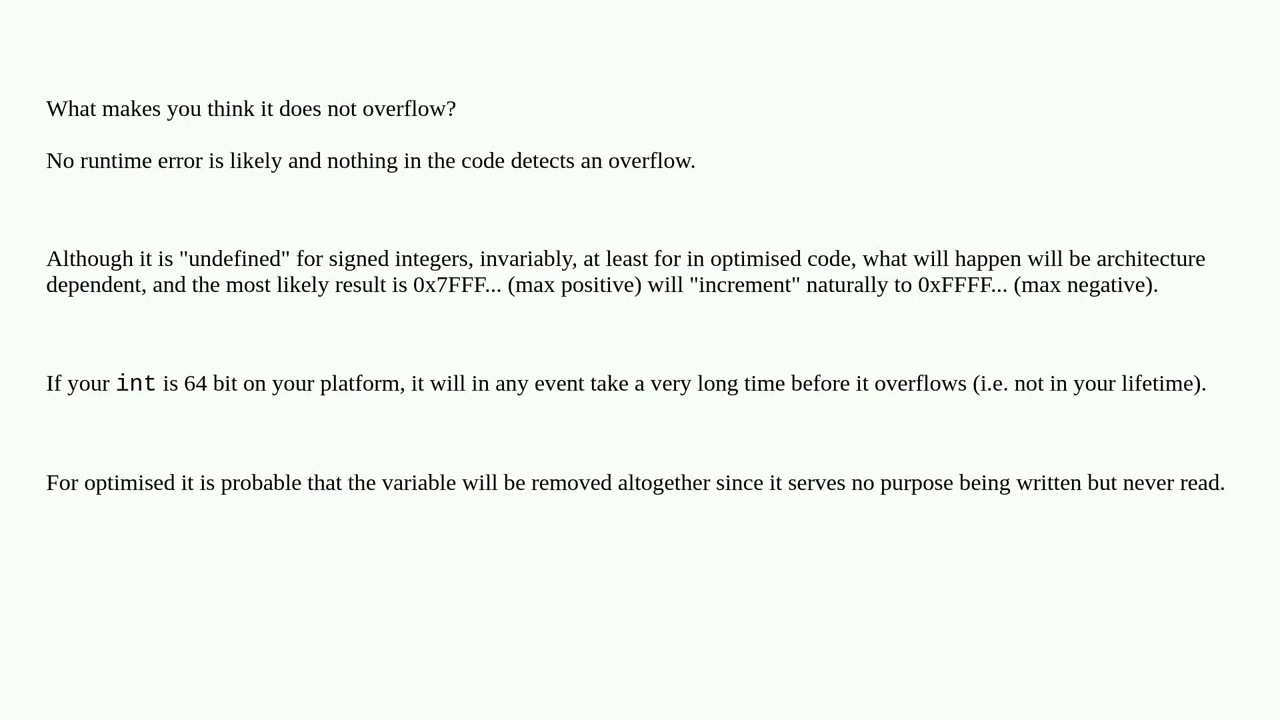 What makes you think it does not overflow?
No runtime error is likely and nothing in the code detects an overflow.
Although it is "undefined" for signed integers, invariably, at least for in optimised code, what will happen will be architecture
dependent, and the most likely result is 0x7FFF... (max positive) will "increment" naturally to 0xFFFF... (max negative).
If your int is 64 bit on your platform, it will in any event take a very long time before it overflows (i.e. not in your lifetime).
For optimised it is probable that the variable will be removed altogether since it serves no purpose being written but never read.